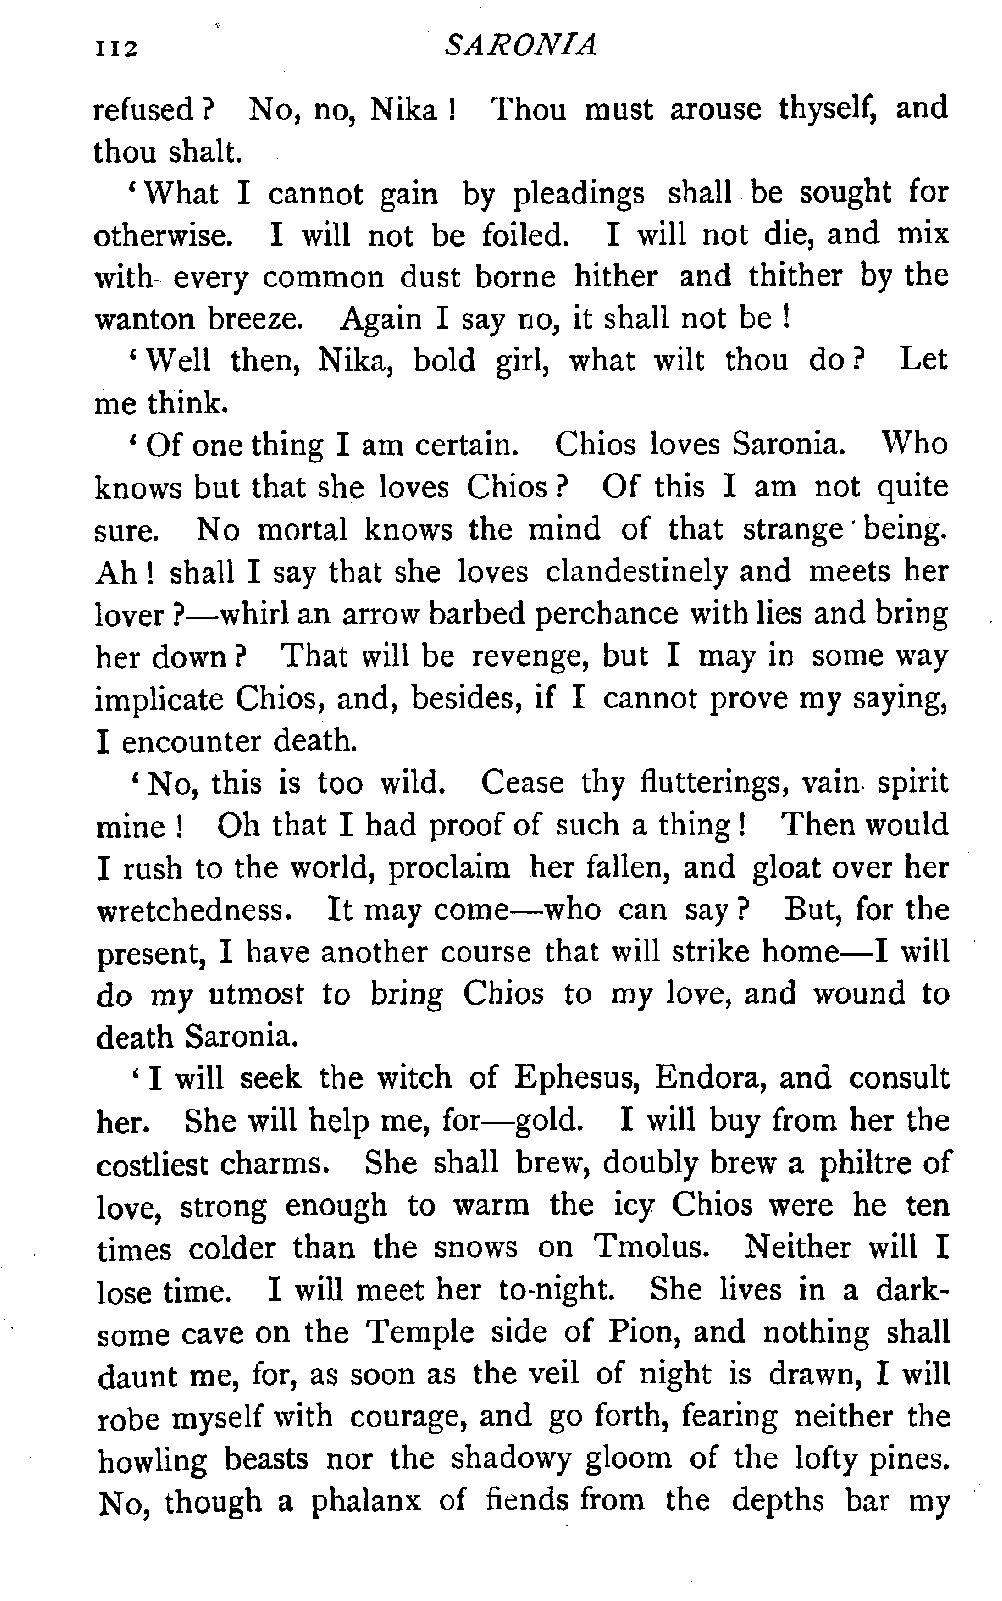 112 SARONIA
refused? No, no, Nika! Thou must arouse thyself, and
thou shalt.
‘What I cannot gain by pleadings shall be sought for
otherwise. I will not be foiled. I will not die, and mix
with every common dust borne hither and thither by the
wanton breeze. Again I say no, it shall not be!
‘Well then, Nika, bold girl, what wilt thou do? Let
me think.
‘Of one thing I am certain. Chios loves Saronia. Who
knows but that she loves Chios? Of this I am not quite
sure. No mortal knows the mind of that strange being.
Ah! shall I say that she loves clandestinely and meets her
lover?—whirl an arrow barbed perchance with lies and bring
her down? That will be revenge, but I may in some way
implicate Chios, and, besides, if I cannot prove my saying,
I encounter death.
‘No, this is too wild. Cease thy flutterings, vain spirit
mine! Oh that I had proof of such a thing! Then would
I rush to the world, proclaim her fallen, and gloat over her
wretchedness. It may come—who can say? But, for the
present, I have another course that will strike home—I will
do my utmost to bring Chios to my love, and wound to
death Saronia.
‘I will seek the witch of Ephesus, Endora, and consult
her. She will help me, for—gold. I will buy from her the
costliest charms. She shall brew, doubly brew a philtre of
love, strong enough to warm the icy Chios were he ten
times colder than the snows on Tmolus. Neither will I
lose time. I will meet her to-night. She lives in a dark-
some cave on the Temple side of Pion, and nothing shall
daunt me, for, as soon as the veil of night is drawn, I will
robe myself with courage, and go forth, fearing neither the
howling beasts nor the shadowy gloom of the lofty pines.
No, though a phalanx of fiends from the depths bar my